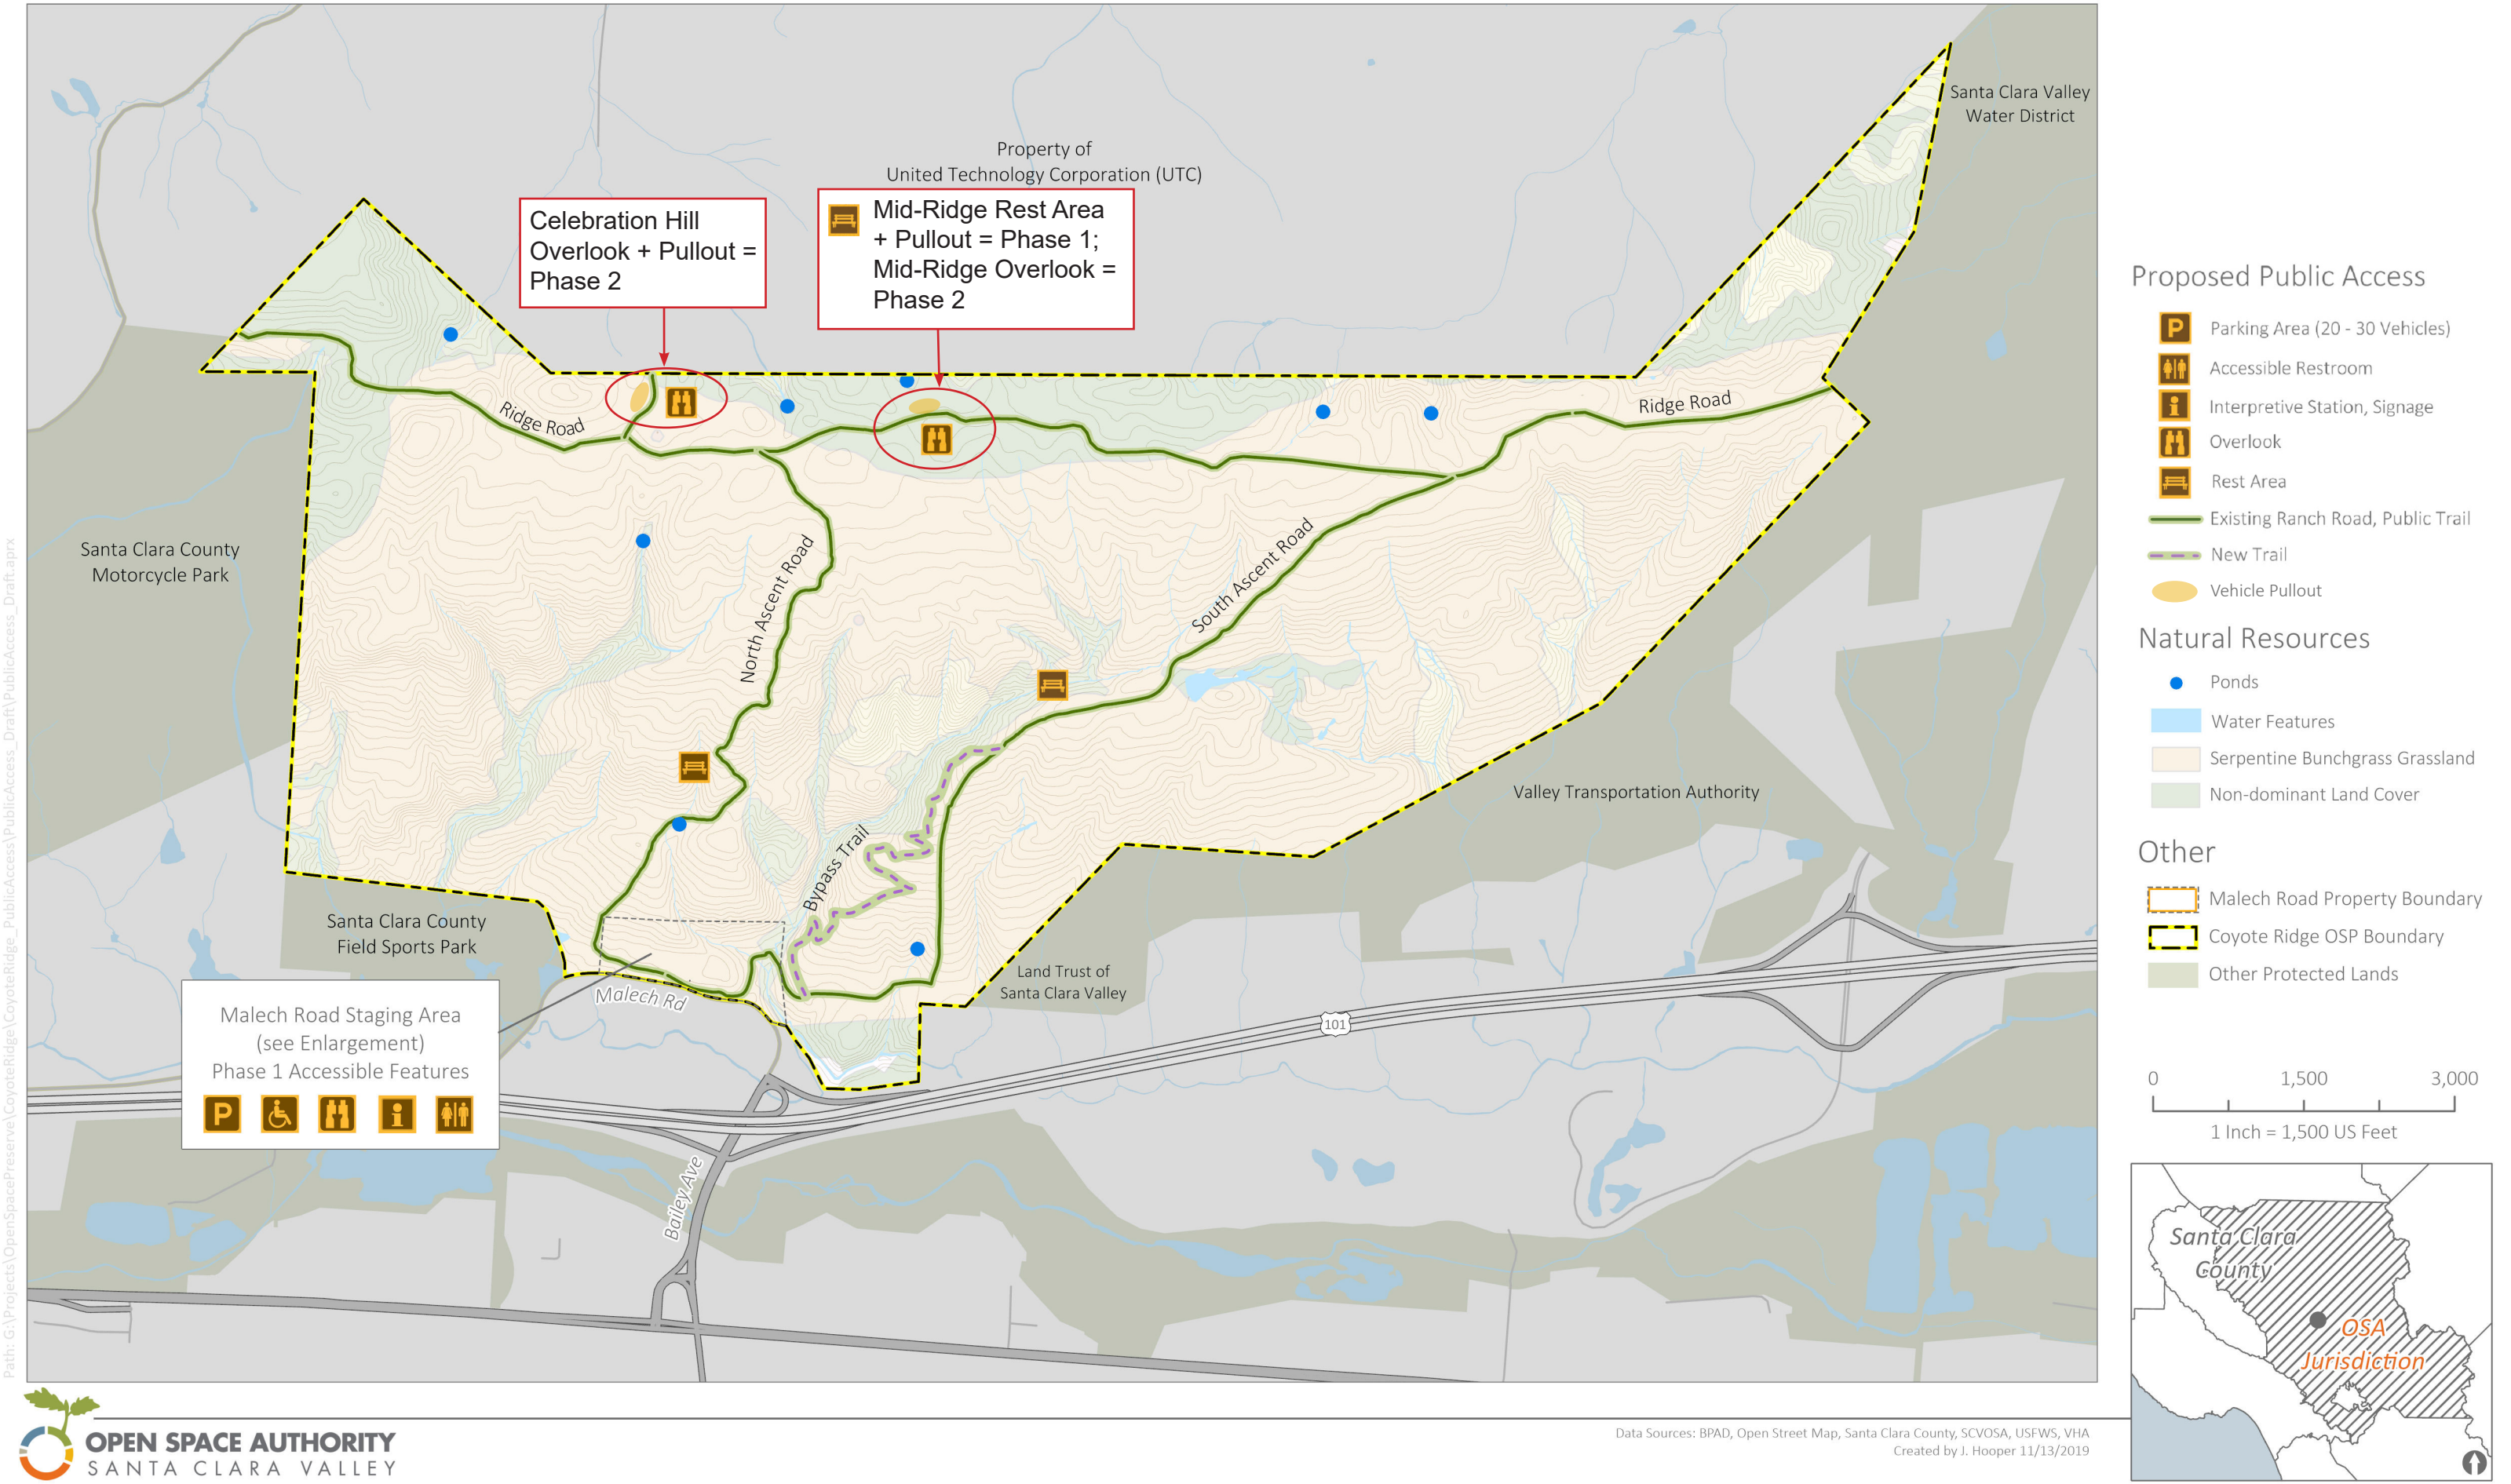 Santa Clara Valley
Water District
Property of
United Technology Corporation (UTC)
Celebration Hill
Overlook + Pullout =
Phase 2
Mid-Ridge Rest Area
+ Pullout = Phase 1;
Mid-Ridge Overlook =
Phase 2
Ridge Road
Ridge Road
Santa Clara County
Motorcycle Park
North Ascent Road
South Ascent Road
Bypass Trail
Valley Transportation Authority
Santa Clara County
Field Sports Park
Land Trust of
Santa Clara Valley
Malech Rd
101
Malech Road Staging Area
(see Enlargement)
Phase 1 Accessible Features
P
i
Bailey Ave
Proposed Public Access
P Parking Area (20 - 30 Vehicles)
Accessible Restroom
i Interpretive Station, Signage
Overlook
Rest Area
Existing Ranch Road, Public Trail
New Trail
Vehicle Pullout
Natural Resources
Ponds
Water Features
Serpentine Bunchgrass Grassland
Non-dominant Land Cover
Other
Malech Road Property Boundary
Coyote Ridge OSP Boundary
Other Protected Lands
0 1,500 3,000
1 Inch = 1,500 US Feet
Santa Clara
County
OSA
Jurisdiction
Path: G:\Projects\OpenSpacePreserve\CoyoteRidge\CoyoteRidge_PublicAccess\PublicAccess_Draft\PublicAccess_Draft.aprx
OPEN SPACE AUTHORITY
SANTA CLARA VALLEY
Data Sources: BPAD, Open Street Map, Santa Clara County, SCVOSA, USFWS, VHA
Created by J. Hooper 11/13/2019